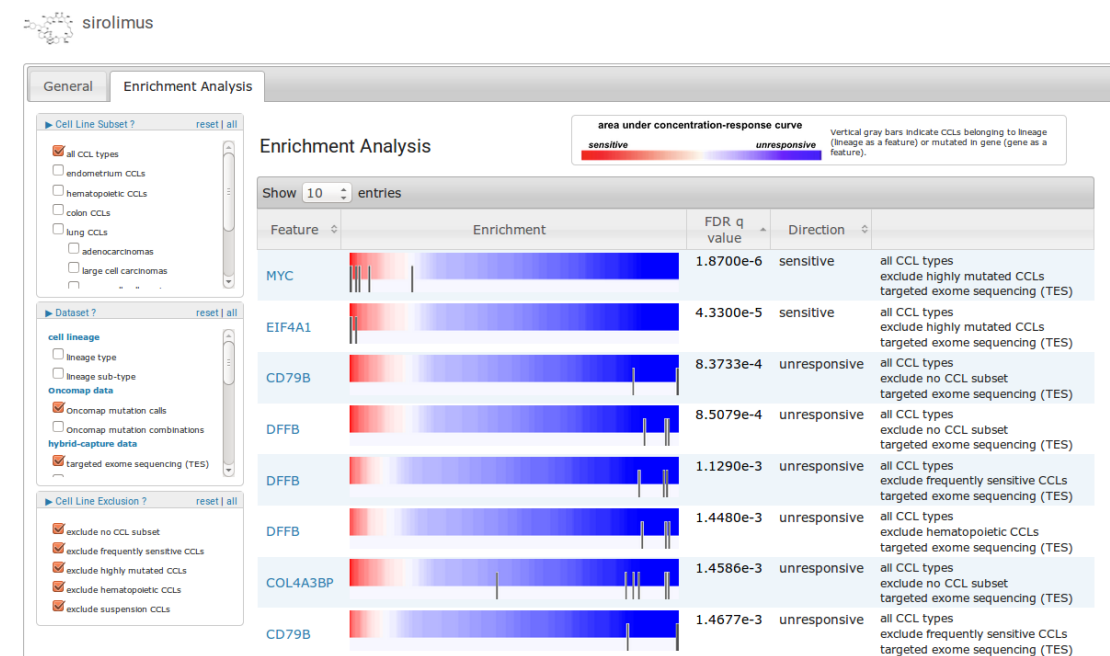 sirolimus
General
Enrichment Analysis
▶ Cell Line Subset ? reset | all
all CCL types
endometrium CCLs
hematopoietic CCLs
colon CCLs
lung CCLs
adenocarcinomas
large cell carcinomas
▶ Dataset ? reset | all
cell lineage
lineage type
lineage sub-type
Oncomap data
Oncomap mutation calls
Oncomap mutation combinations
hybrid-capture data
targeted exome sequencing (TES)
▶ Cell Line Exclusion ? reset | all
exclude no CCL subset
exclude frequently sensitive CCLs
exclude highly mutated CCLs
exclude hematopoietic CCLs
exclude suspension CCLs
Enrichment Analysis
area under concentration-response curve
sensitive unresponsive
Vertical gray bars indicate CCLs belonging to lineage
(lineage as a feature) or mutated in gene (gene as a
feature).
Show 10 entries
Feature Enrichment FDR q value Direction
MYC 1.8700e-6 sensitive all CCL types
exclude highly mutated CCLs
targeted exome sequencing (TES)
EIF4A1 4.3300e-5 sensitive all CCL types
exclude highly mutated CCLs
targeted exome sequencing (TES)
CD79B 8.3733e-4 unresponsive all CCL types
exclude no CCL subset
targeted exome sequencing (TES)
DFFB 8.5079e-4 unresponsive all CCL types
exclude no CCL subset
targeted exome sequencing (TES)
DFFB 1.1290e-3 unresponsive all CCL types
exclude frequently sensitive CCLs
targeted exome sequencing (TES)
DFFB 1.4480e-3 unresponsive all CCL types
exclude hematopoietic CCLs
targeted exome sequencing (TES)
COL4A3BP 1.4586e-3 unresponsive all CCL types
exclude no CCL subset
targeted exome sequencing (TES)
CD79B 1.4677e-3 unresponsive all CCL types
exclude frequently sensitive CCLs
targeted exome sequencing (TES)